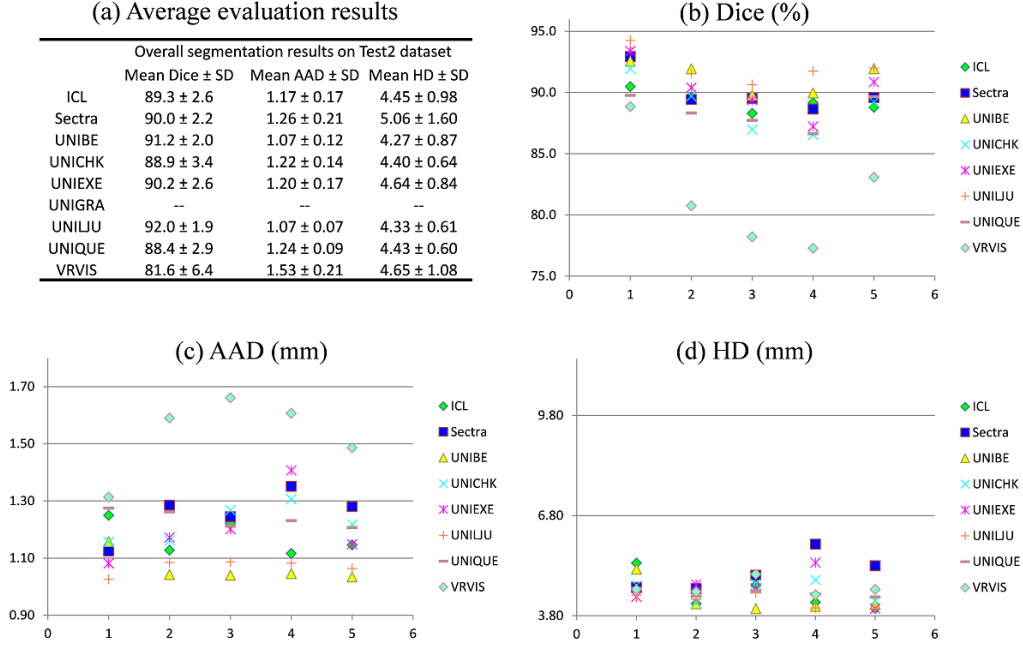 (a) Average evaluation results
Overall segmentation results on Test2 dataset
Mean Dice ± SD Mean AAD ± SD Mean HD ± SD
ICL 89.3 ± 2.6 1.17 ± 0.17 4.45 ± 0.98
Sectra 90.0 ± 2.2 1.26 ± 0.21 5.06 ± 1.60
UNIBE 91.2 ± 2.0 1.07 ± 0.12 4.27 ± 0.87
UNICHK 88.9 ± 3.4 1.22 ± 0.14 4.40 ± 0.64
UNIEXE 90.2 ± 2.6 1.20 ± 0.17 4.64 ± 0.84
UNIGRA -- -- --
UNILJU 92.0 ± 1.9 1.07 ± 0.07 4.33 ± 0.61
UNIQUE 88.4 ± 2.9 1.24 ± 0.09 4.43 ± 0.60
VRVIS 81.6 ± 6.4 1.53 ± 0.21 4.65 ± 1.08
(b) Dice (%)
95.0
90.0
85.0
80.0
75.0
0 1 2 3 4 5 6
ICL
Sectra
UNIBE
UNICHK
UNIEXE
UNILJU
UNIQUE
VRVIS
(c) AAD (mm)
1.70
1.50
1.30
1.10
0.90
0 1 2 3 4 5 6
ICL
Sectra
UNIBE
UNICHK
UNIEXE
UNILJU
UNIQUE
VRVIS
(d) HD (mm)
9.80
6.80
3.80
0 1 2 3 4 5 6
ICL
Sectra
UNIBE
UNICHK
UNIEXE
UNILJU
UNIQUE
VRVIS